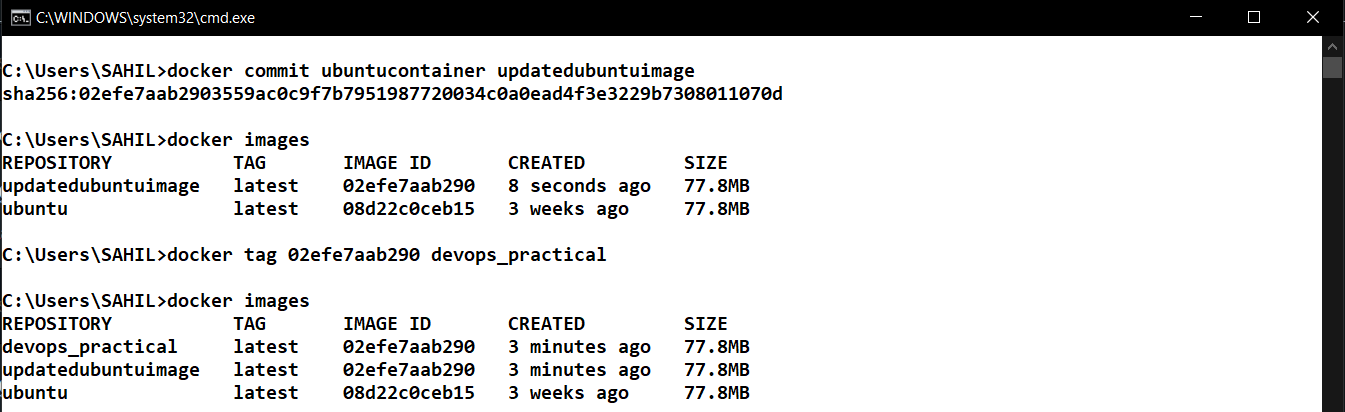 C:\WINDOWS\system32\cmd.exe
C:\Users\SAHIL>docker commit ubuntucontainer updatedubuntuimage
sha256:02efe7aab2903559ac0c9f7b7951987720034c0a0ead4f3e3229b7308011070d
C:\Users\SAHIL>docker images
REPOSITORY           TAG       IMAGE ID       CREATED         SIZE
updatedubuntuimage   latest    02efe7aab290   8 seconds ago   77.8MB
ubuntu               latest    08d22c0ceb15   3 weeks ago     77.8MB
C:\Users\SAHIL>docker tag 02efe7aab290 devops_practical
C:\Users\SAHIL>docker images
REPOSITORY           TAG       IMAGE ID       CREATED         SIZE
devops_practical     latest    02efe7aab290   3 minutes ago   77.8MB
updatedubuntuimage   latest    02efe7aab290   3 minutes ago   77.8MB
ubuntu               latest    08d22c0ceb15   3 weeks ago     77.8MB